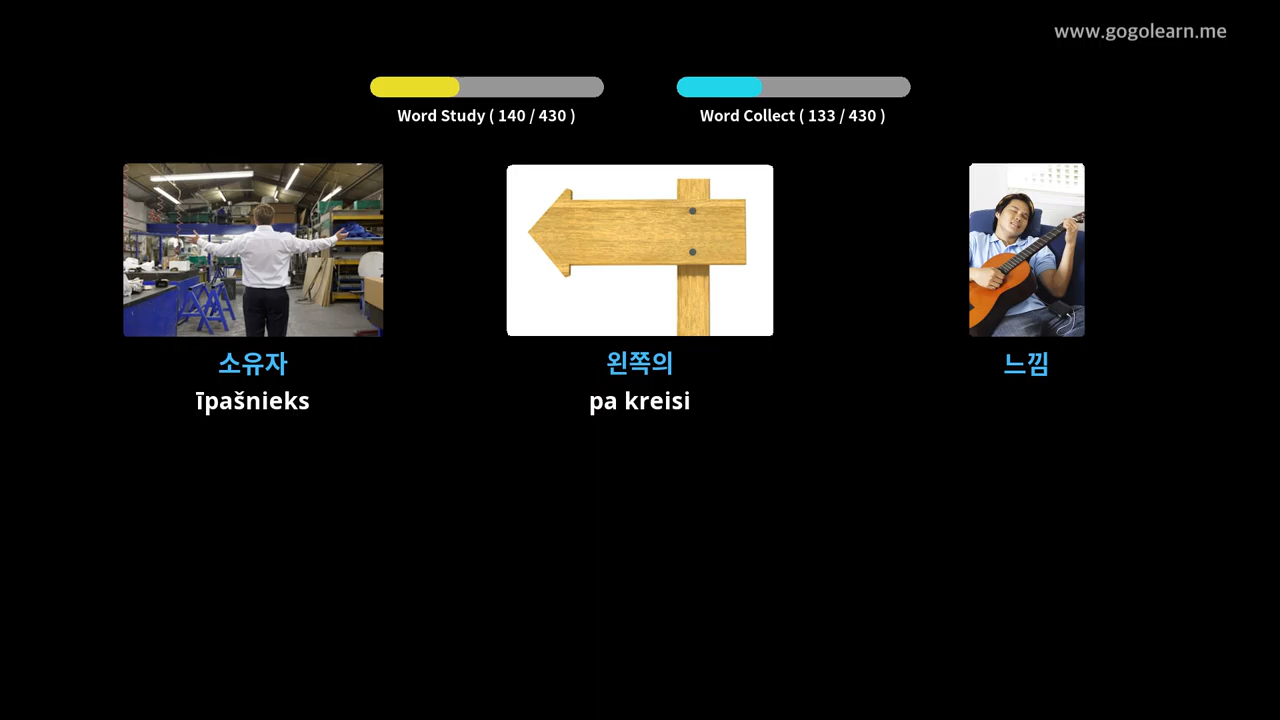 www.gogolearn.me
Word Study ( 140 / 430 )
Word Collect ( 133 / 430 )
소유자
왼쪽의
느낌
īpašnieks
pa kreisi